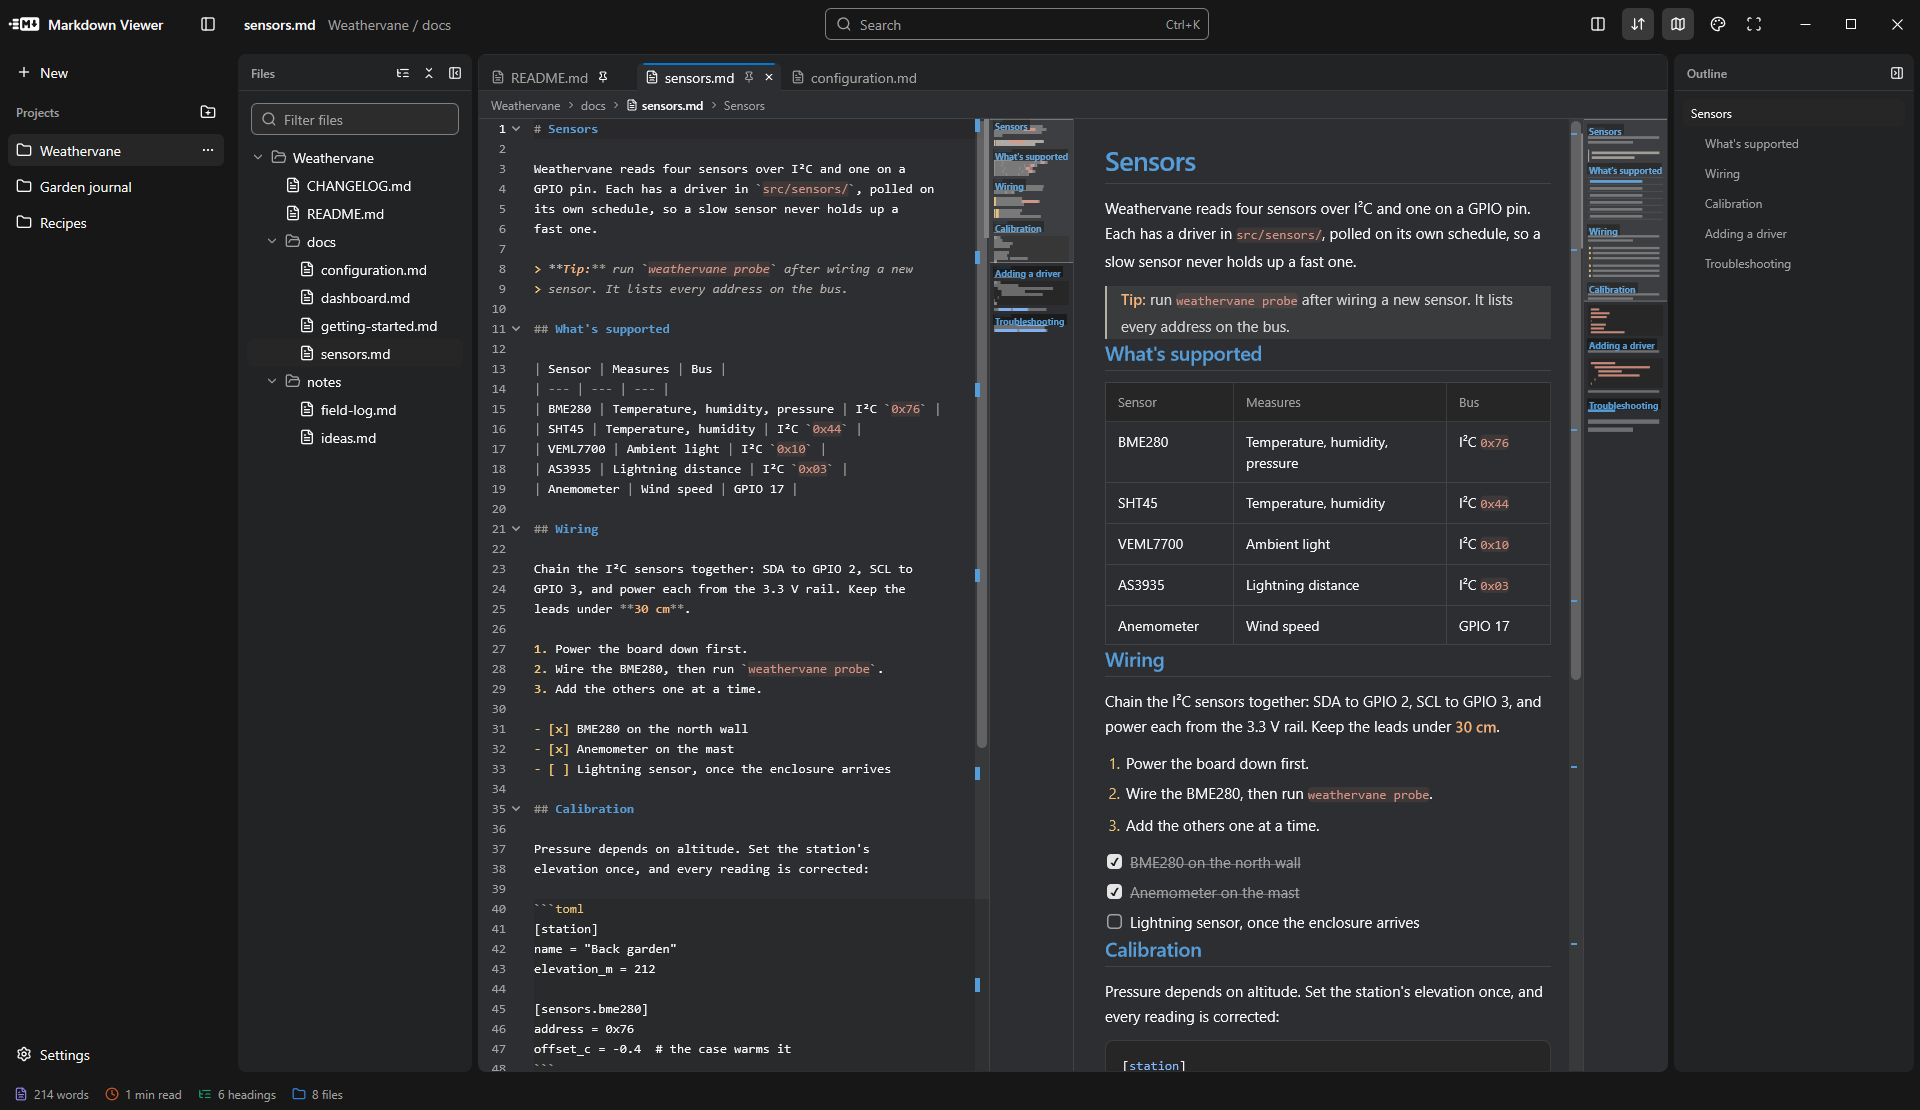 Markdown Viewer
sensors.md Weathervane / docs
Search Ctrl+K
New
Projects
Weathervane
Garden journal
Recipes
Settings
Files
Filter files
Weathervane
CHANGELOG.md
README.md
docs
configuration.md
dashboard.md
getting-started.md
sensors.md
notes
field-log.md
ideas.md
README.md sensors.md configuration.md
Weathervane > docs > sensors.md > Sensors
1 # Sensors
2
3 Weathervane reads four sensors over I²C and one on a
4 GPIO pin. Each has a driver in `src/sensors/`, polled on
5 its own schedule, so a slow sensor never holds up a
6 fast one.
7
8 > **Tip:** run `weathervane probe` after wiring a new
9 > sensor. It lists every address on the bus.
10
11 ## What's supported
12
13 | Sensor | Measures | Bus |
14 | --- | --- | --- |
15 | BME280 | Temperature, humidity, pressure | I²C `0x76` |
16 | SHT45 | Temperature, humidity | I²C `0x44` |
17 | VEML7700 | Ambient light | I²C `0x10` |
18 | AS3935 | Lightning distance | I²C `0x03` |
19 | Anemometer | Wind speed | GPIO 17 |
20
21 ## Wiring
22
23 Chain the I²C sensors together: SDA to GPIO 2, SCL to
24 GPIO 3, and power each from the 3.3 V rail. Keep the
25 leads under **30 cm**.
26
27 1. Power the board down first.
28 2. Wire the BME280, then run `weathervane probe`.
29 3. Add the others one at a time.
30
31 - [x] BME280 on the north wall
32 - [x] Anemometer on the mast
33 - [ ] Lightning sensor, once the enclosure arrives
34
35 ## Calibration
36
37 Pressure depends on altitude. Set the station's
38 elevation once, and every reading is corrected:
39
40 ```toml
41 [station]
42 name = "Back garden"
43 elevation_m = 212
44
45 [sensors.bme280]
46 address = 0x76
47 offset_c = -0.4 # the case warms it
48 ```
Sensors
What's supported
Wiring
Calibration
Adding a driver
Troubleshooting
Sensors
Weathervane reads four sensors over I²C and one on a GPIO pin.
Each has a driver in src/sensors/, polled on its own schedule, so a
slow sensor never holds up a fast one.
Tip: run weathervane probe after wiring a new sensor. It lists
every address on the bus.
What's supported
Sensor Measures Bus
BME280 Temperature, humidity, pressure I²C 0x76
SHT45 Temperature, humidity I²C 0x44
VEML7700 Ambient light I²C 0x10
AS3935 Lightning distance I²C 0x03
Anemometer Wind speed GPIO 17
Wiring
Chain the I²C sensors together: SDA to GPIO 2, SCL to GPIO 3, and
power each from the 3.3 V rail. Keep the leads under 30 cm.
1. Power the board down first.
2. Wire the BME280, then run weathervane probe.
3. Add the others one at a time.
BME280 on the north wall
Anemometer on the mast
Lightning sensor, once the enclosure arrives
Calibration
Pressure depends on altitude. Set the station's elevation once, and
every reading is corrected:
[station]
Sensors
What's supported
Wiring
Calibration
Adding a driver
Troubleshooting
Outline
Sensors
What's supported
Wiring
Calibration
Adding a driver
Troubleshooting
214 words 1 min read 6 headings 8 files